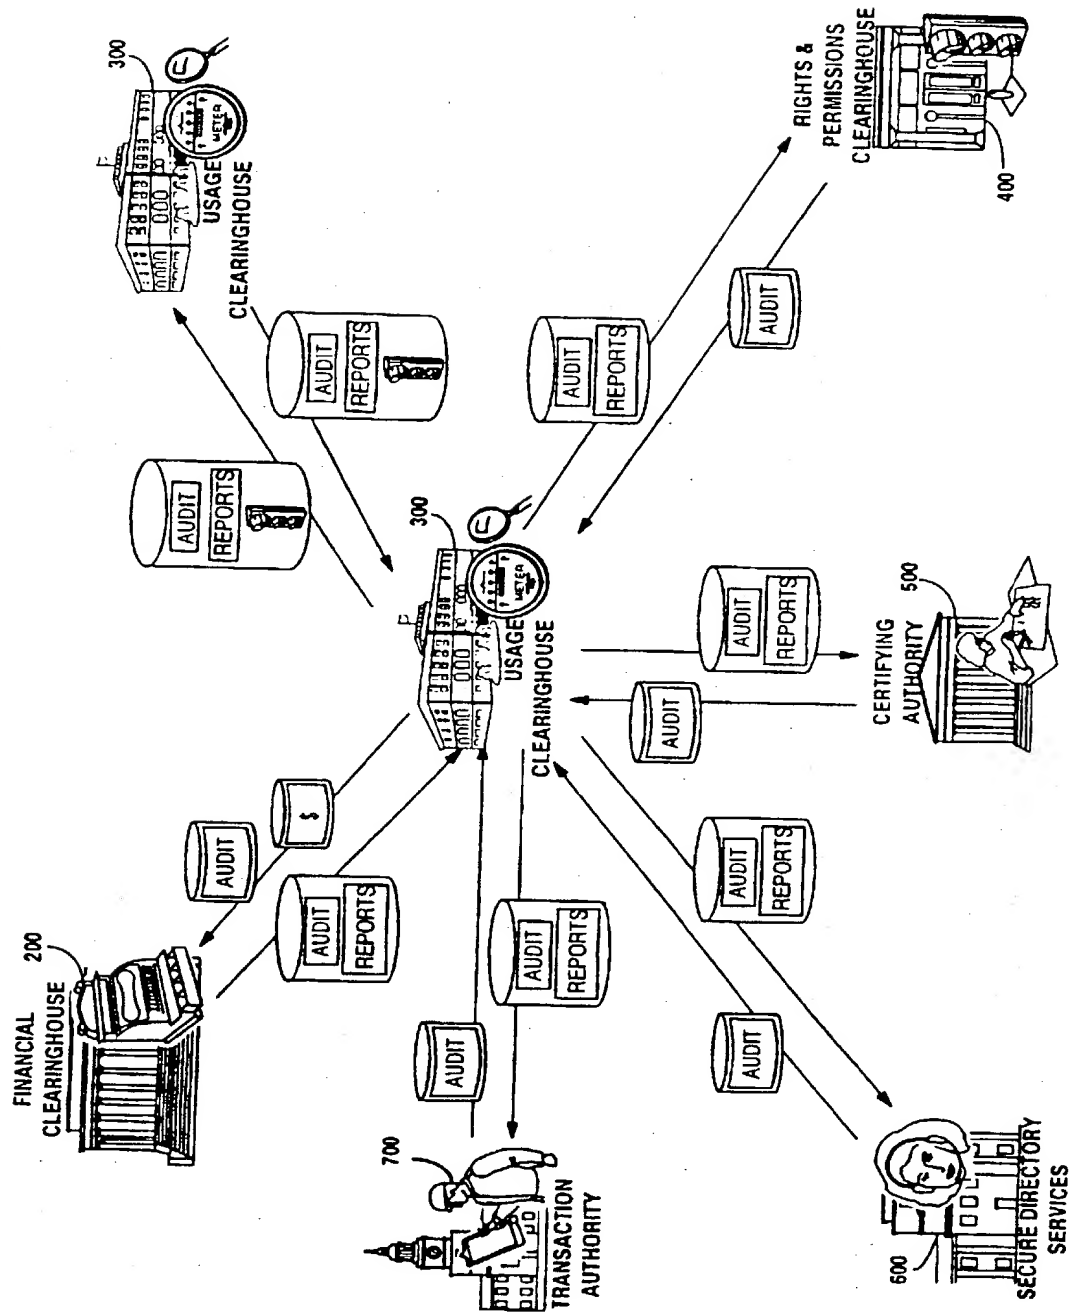 FINANCIAL
CLEARINGHOUSE
200
AUDIT
$
AUDIT
REPORTS
AUDIT
REPORTS
AUDIT
REPORTS
300
METER
USAGE
CLEARINGHOUSE
700
TRANSACTION
AUTHORITY
AUDIT
AUDIT
REPORTS
300
METER
USAGE
CLEARINGHOUSE
AUDIT
REPORTS
AUDIT
RIGHTS &
PERMISSIONS
CLEARINGHOUSE
400
AUDIT
AUDIT
REPORTS
600
SECURE DIRECTORY
SERVICES
AUDIT
AUDIT
REPORTS
CERTIFYING
AUTHORITY
500